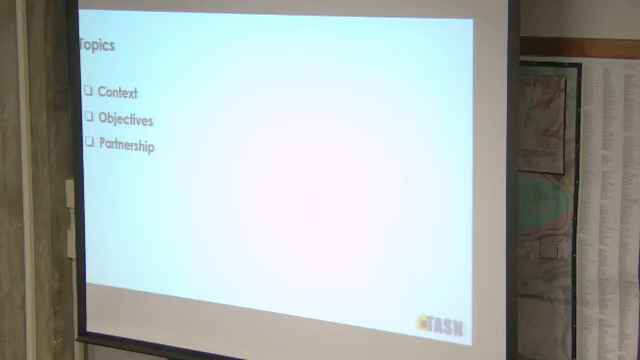 Topics
❑ Context
❑ Objectives
❑ Partnership
TASN